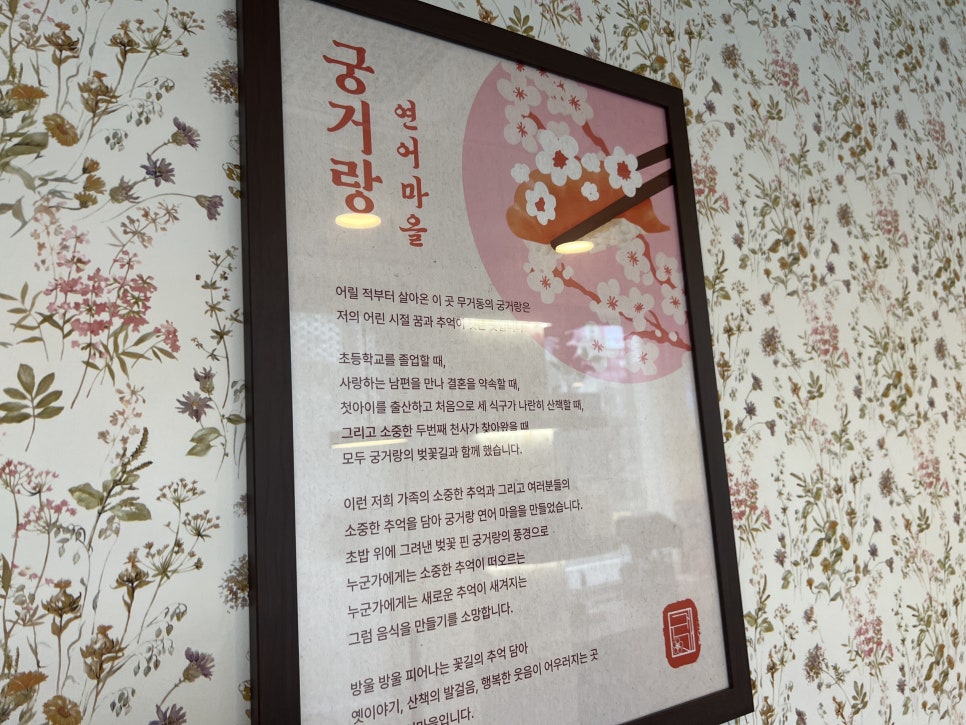 궁거랑
연어마을
어릴 적부터 살아온 이 곳 무거동의 궁거랑은
저의 어린 시절 꿈과 추억이
초등학교를 졸업할 때,
사랑하는 남편을 만나 결혼을 약속할 때,
첫아이를 출산하고 처음으로 세 식구가 나란히 산책할 때,
그리고 소중한 두번째 천사가 찾아왔을 때
모두 궁거랑의 벚꽃길과 함께 했습니다.
이런 저희 가족의 소중한 추억과 그리고 여러분들의
소중한 추억을 담아 궁거랑 연어 마을을 만들었습니다.
초밥 위에 그려낸 벚꽃 핀 궁거랑의 풍경으로
누군가에게는 소중한 추억이 떠오르는
누군가에게는 새로운 추억이 새겨지는
그럼 음식을 만들기를 소망합니다.
방울 방울 피어나는 꽃길의 추억 담아
옛이야기, 산책의 발걸음, 행복한 웃음이 어우러지는 곳
마을입니다.